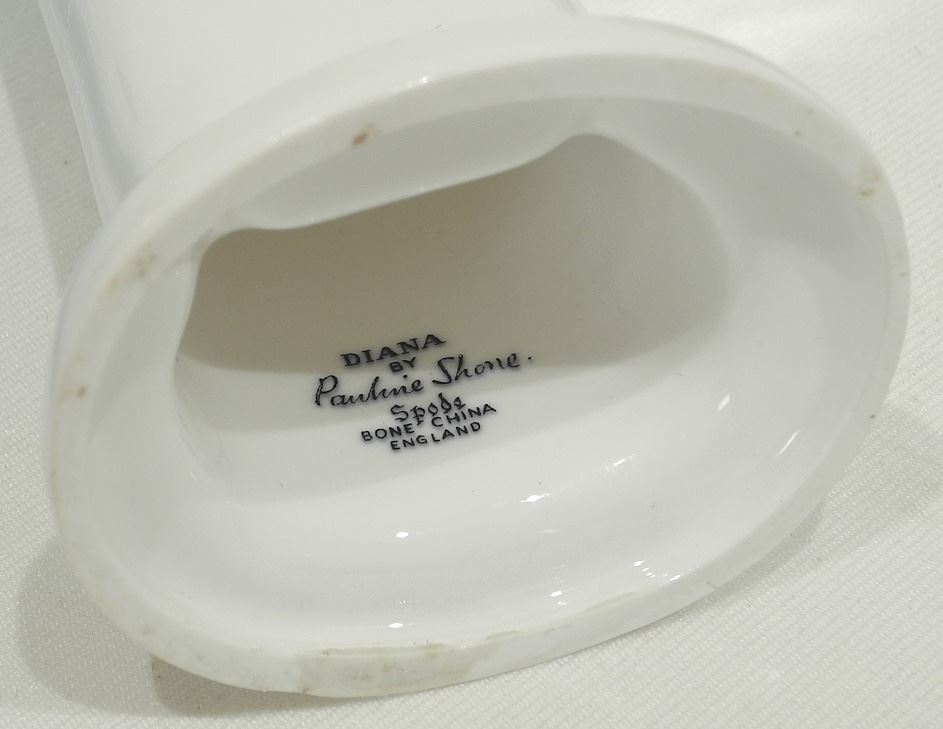 DIANA
BY
Pauline Shone.
Spode
BONE CHINA
ENGLAND